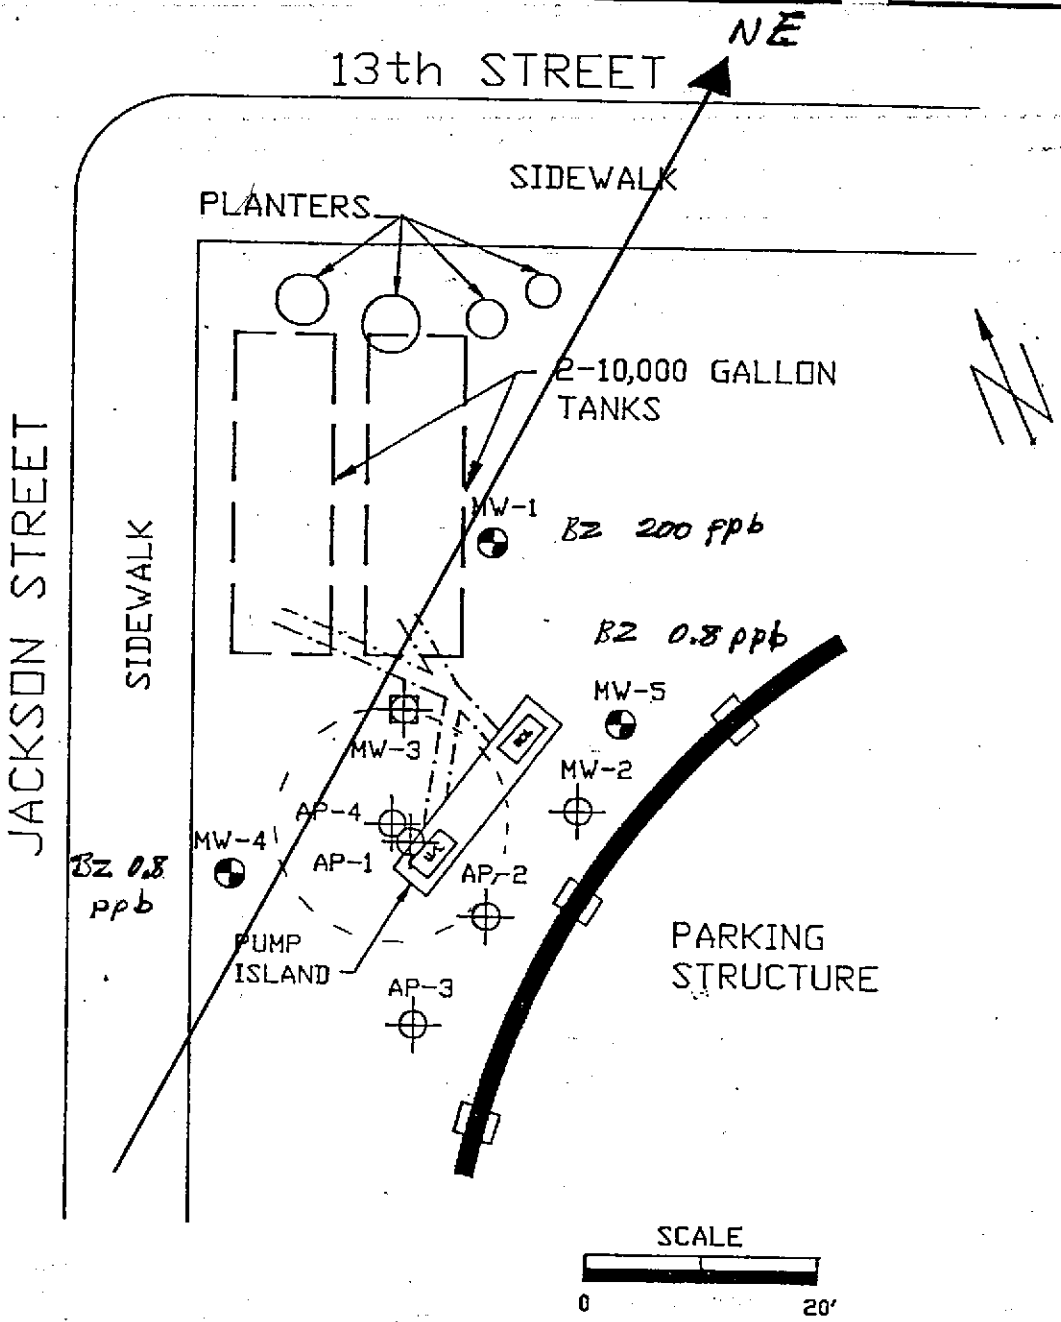 NE
13th STREET
SIDEWALK
PLANTERS
2-10,000 GALLON
TANKS
JACKSON STREET
SIDEWALK
MW-1
BZ 200 ppb
BZ 0.8 ppb
MW-5
MW-3
MW-2
AP-4
MW-4
AP-1
BZ 0.8
ppb
AP-2
PUMP
ISLAND
PARKING
STRUCTURE
AP-3
SCALE
0 20'